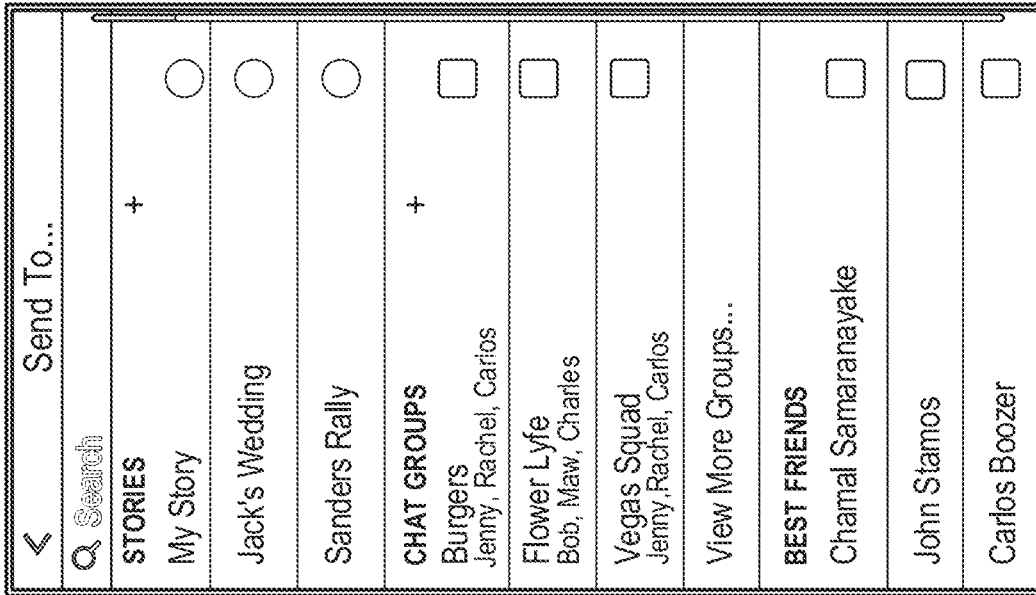 Send To...
Search
STORIES +
My Story
Jack's Wedding
Sanders Rally
CHAT GROUPS +
Burgers
Jenny, Rachel, Carlos
Flower Lyfe
Bob, Maw, Charles
Vegas Squad
Jenny,Rachel, Carlos
View More Groups...
BEST FRIENDS
Chamal Samaranayake
John Stamos
Carlos Boozer